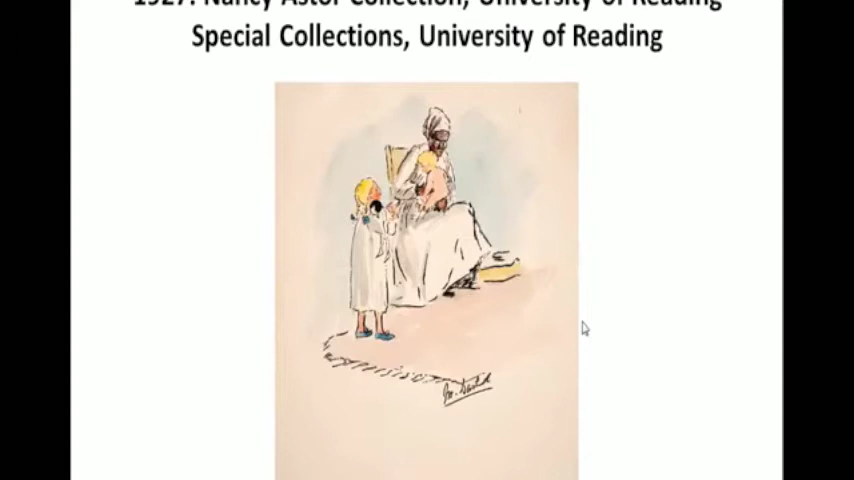 1927. Nancy Astor Collection, University of Reading
Special Collections, University of Reading